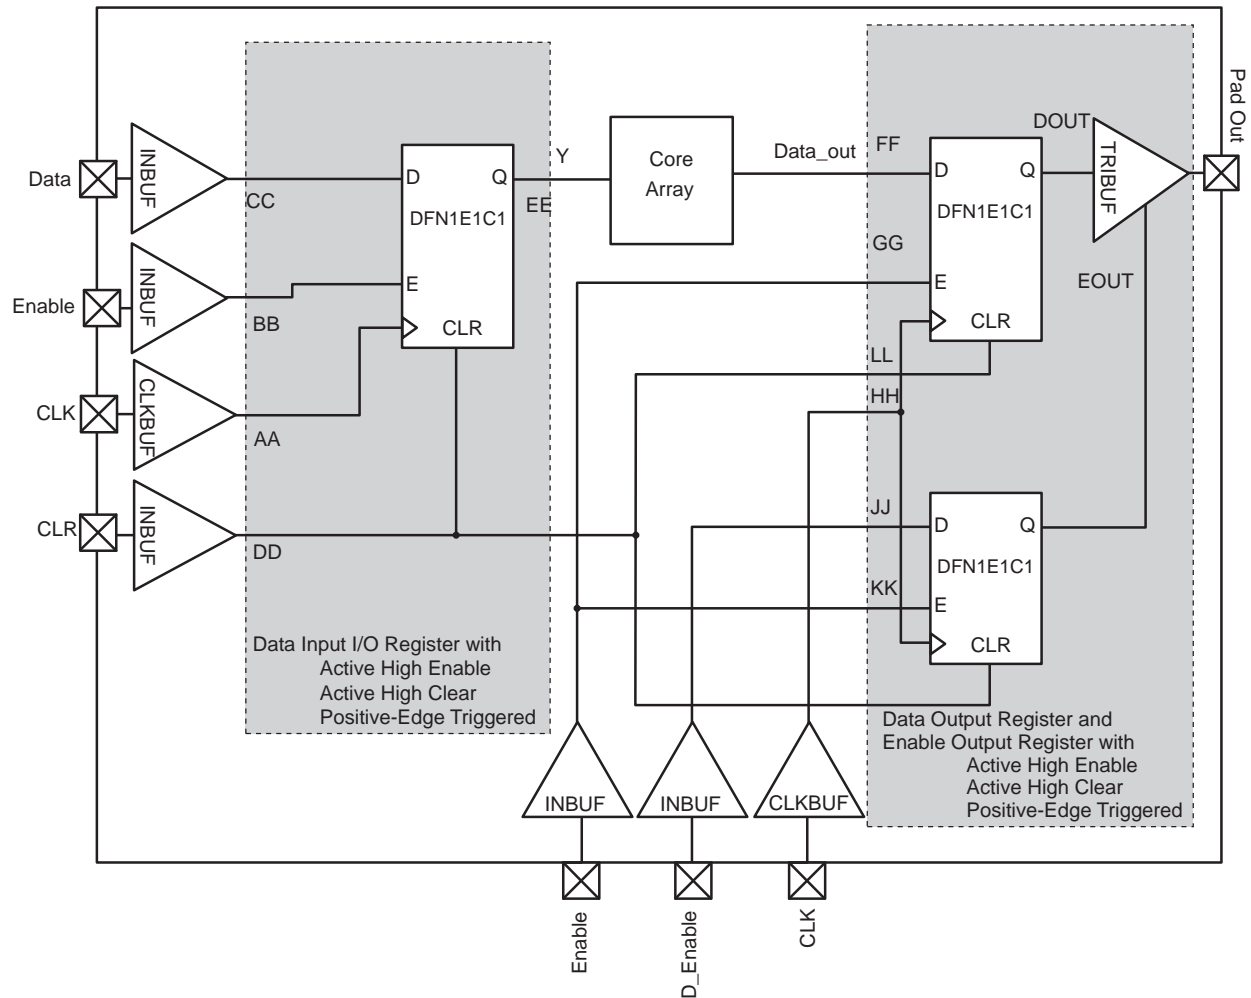 Data
INBUF
CC
D
Q
DFN1E1C1
E
CLR
Y
EE
Core
Array
Data_out
FF
GG
D
Q
DFN1E1C1
E
CLR
DOUT
TRIBUF
Pad Out
EOUT
Enable
INBUF
BB
CLK
CLKBUF
AA
CLR
INBUF
DD
LL
HH
JJ
KK
D
Q
DFN1E1C1
E
CLR
Data Input I/O Register with
Active High Enable
Active High Clear
Positive-Edge Triggered
Data Output Register and
Enable Output Register with
Active High Enable
Active High Clear
Positive-Edge Triggered
INBUF
INBUF
CLKBUF
Enable
D_Enable
CLK